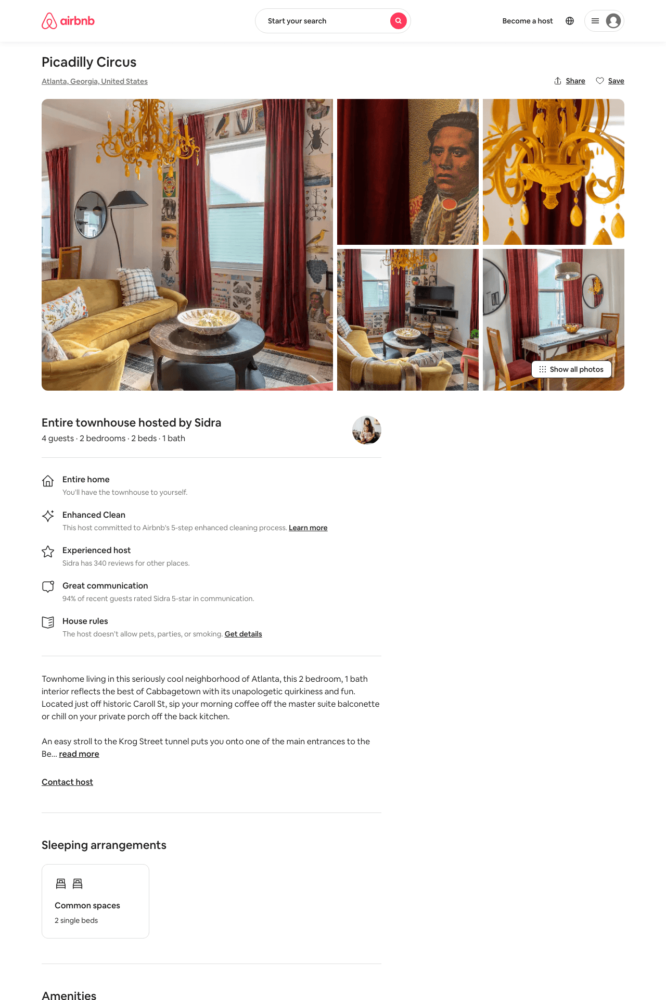 airbnb
Start your search
Become a host
Picadilly Circus
Atlanta, Georgia, United States
Share
Save
Show all photos
Entire townhouse hosted by Sidra
4 guests · 2 bedrooms · 2 beds · 1 bath
Entire home
You'll have the townhouse to yourself.
Enhanced Clean
This host committed to Airbnb's 5-step enhanced cleaning process. Learn more
Experienced host
Sidra has 340 reviews for other places.
Great communication
94% of recent guests rated Sidra 5-star in communication.
House rules
The host doesn't allow pets, parties, or smoking. Get details
Townhome living in this seriously cool neighborhood of Atlanta, this 2 bedroom, 1 bath
interior reflects the best of Cabbagetown with its unapologetic quirkiness and fun.
Located just off historic Caroll St, sip your morning coffee off the master suite balconette
or chill on your private porch off the back kitchen.
An easy stroll to the Krog Street tunnel puts you onto one of the main entrances to the
Be... read more
Contact host
Sleeping arrangements
Common spaces
2 single beds
Amenities